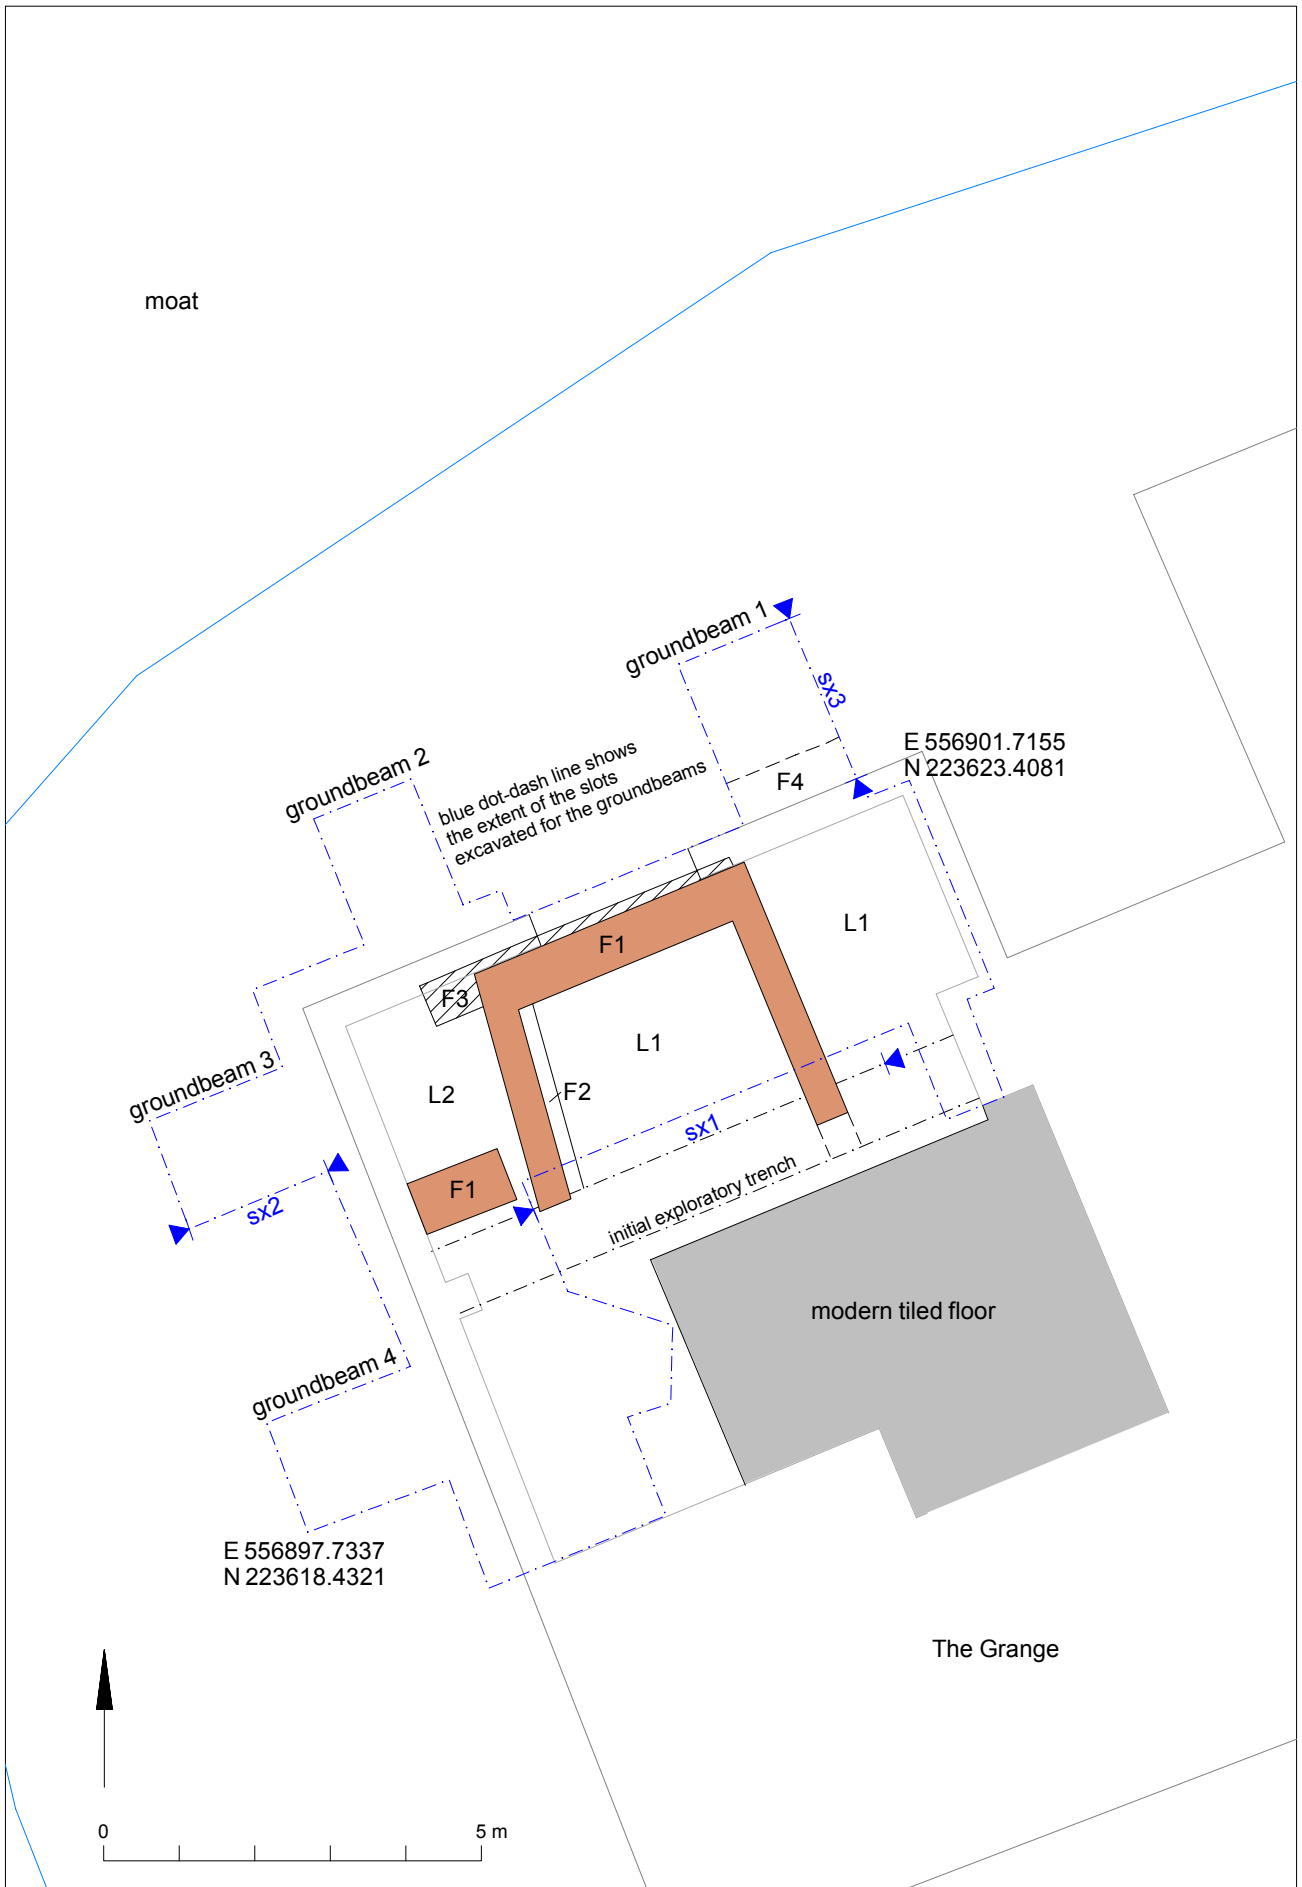 moat
groundbeam 1
sx3
E 556901.7155
N 223623.4081
groundbeam 2
blue dot-dash line shows
the extent of the slots
excavated for the groundbeams
F4
L1
F1
F3
L1
groundbeam 3
L2
F2
sx1
F1
initial exploratory trench
sx2
modern tiled floor
groundbeam 4
E 556897.7337
N 223618.4321
The Grange
0
5 m